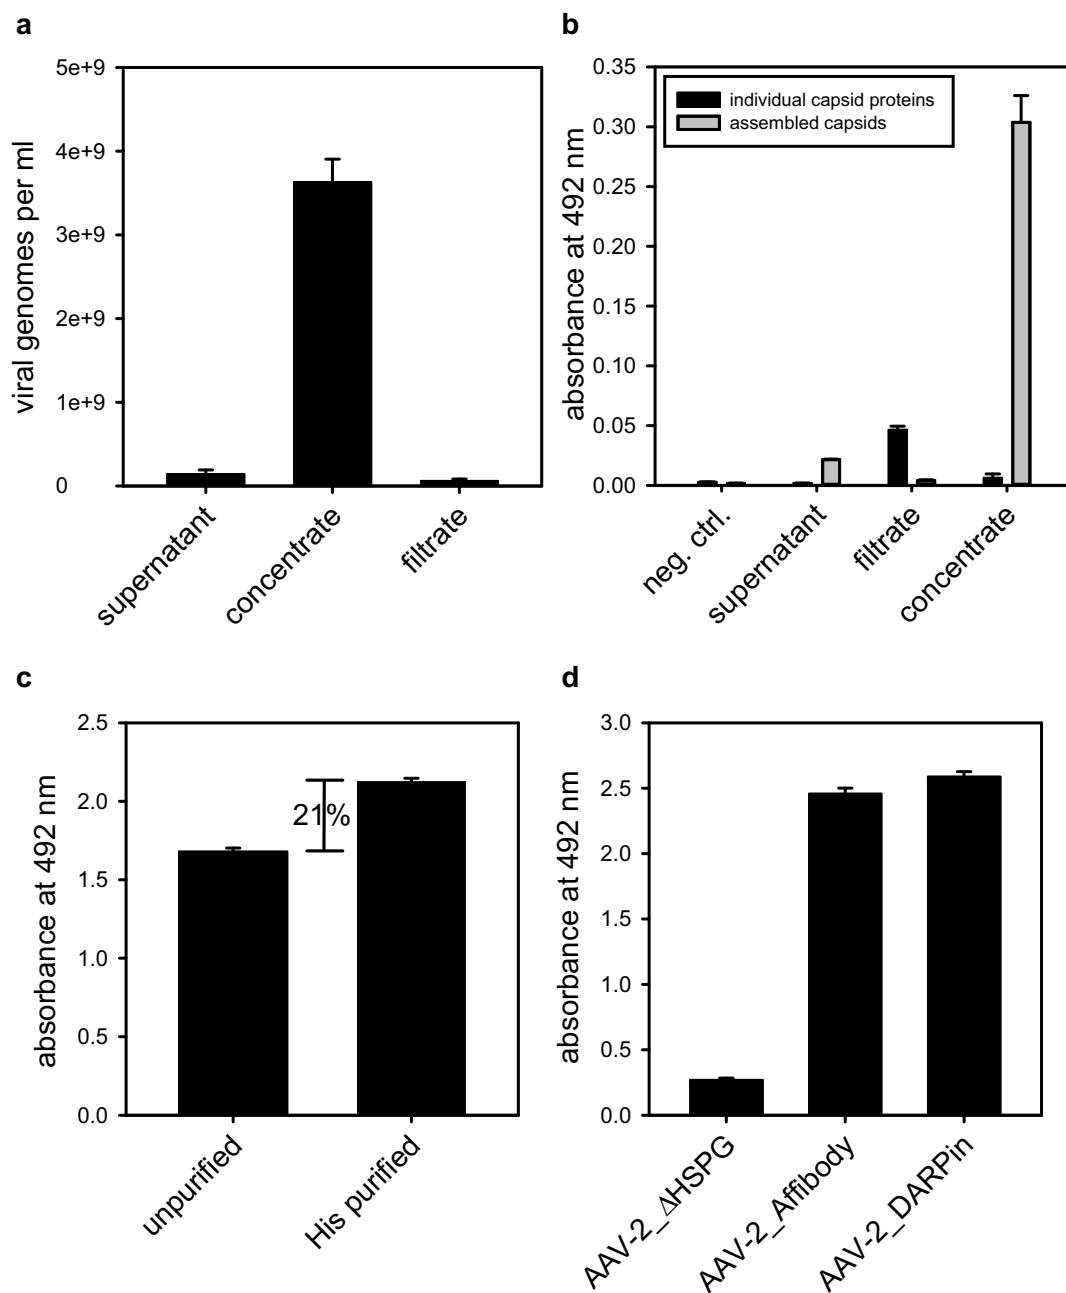 a
5e+9
4e+9
3e+9
2e+9
1e+9
0
viral genomes per ml
supernatant
concentrate
filtrate
b
0.35
0.30
0.25
0.20
0.15
0.10
0.05
0.00
absorbance at 492 nm
individual capsid proteins
assembled capsids
neg. ctrl.
supernatant
filtrate
concentrate
c
2.5
2.0
1.5
1.0
0.5
0.0
absorbance at 492 nm
21%
unpurified
His purified
d
3.0
2.5
2.0
1.5
1.0
0.5
0.0
absorbance at 492 nm
AAV-2_ΔHSPG
AAV-2_Affibody
AAV-2_DARPin